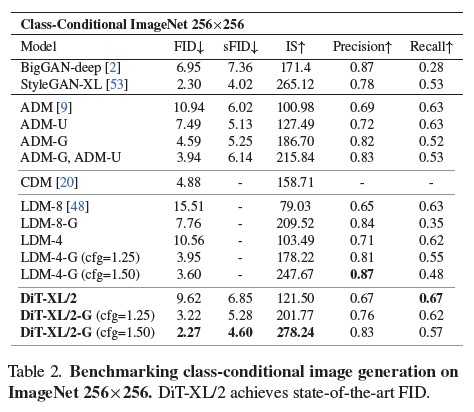 Class-Conditional ImageNet 256×256
Model FID↓ sFID↓ IS↑ Precision↑ Recall↑
BigGAN-deep [2] 6.95 7.36 171.4 0.87 0.28
StyleGAN-XL [53] 2.30 4.02 265.12 0.78 0.53
ADM [9] 10.94 6.02 100.98 0.69 0.63
ADM-U 7.49 5.13 127.49 0.72 0.63
ADM-G 4.59 5.25 186.70 0.82 0.52
ADM-G, ADM-U 3.94 6.14 215.84 0.83 0.53
CDM [20] 4.88 - 158.71 - -
LDM-8 [48] 15.51 - 79.03 0.65 0.63
LDM-8-G 7.76 - 209.52 0.84 0.35
LDM-4 10.56 - 103.49 0.71 0.62
LDM-4-G (cfg=1.25) 3.95 - 178.22 0.81 0.55
LDM-4-G (cfg=1.50) 3.60 - 247.67 0.87 0.48
DiT-XL/2 9.62 6.85 121.50 0.67 0.67
DiT-XL/2-G (cfg=1.25) 3.22 5.28 201.77 0.76 0.62
DiT-XL/2-G (cfg=1.50) 2.27 4.60 278.24 0.83 0.57
Table 2. Benchmarking class-conditional image generation on
ImageNet 256×256. DiT-XL/2 achieves state-of-the-art FID.